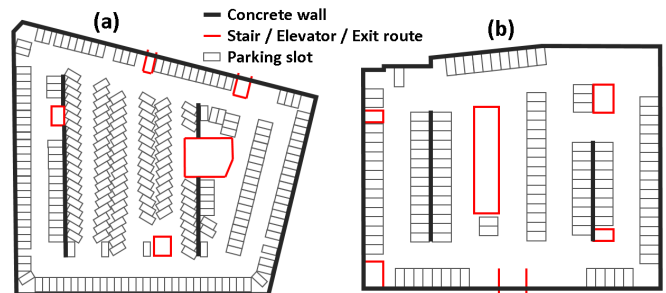 (a)
Concrete wall
Stair / Elevator / Exit route
Parking slot
(b)